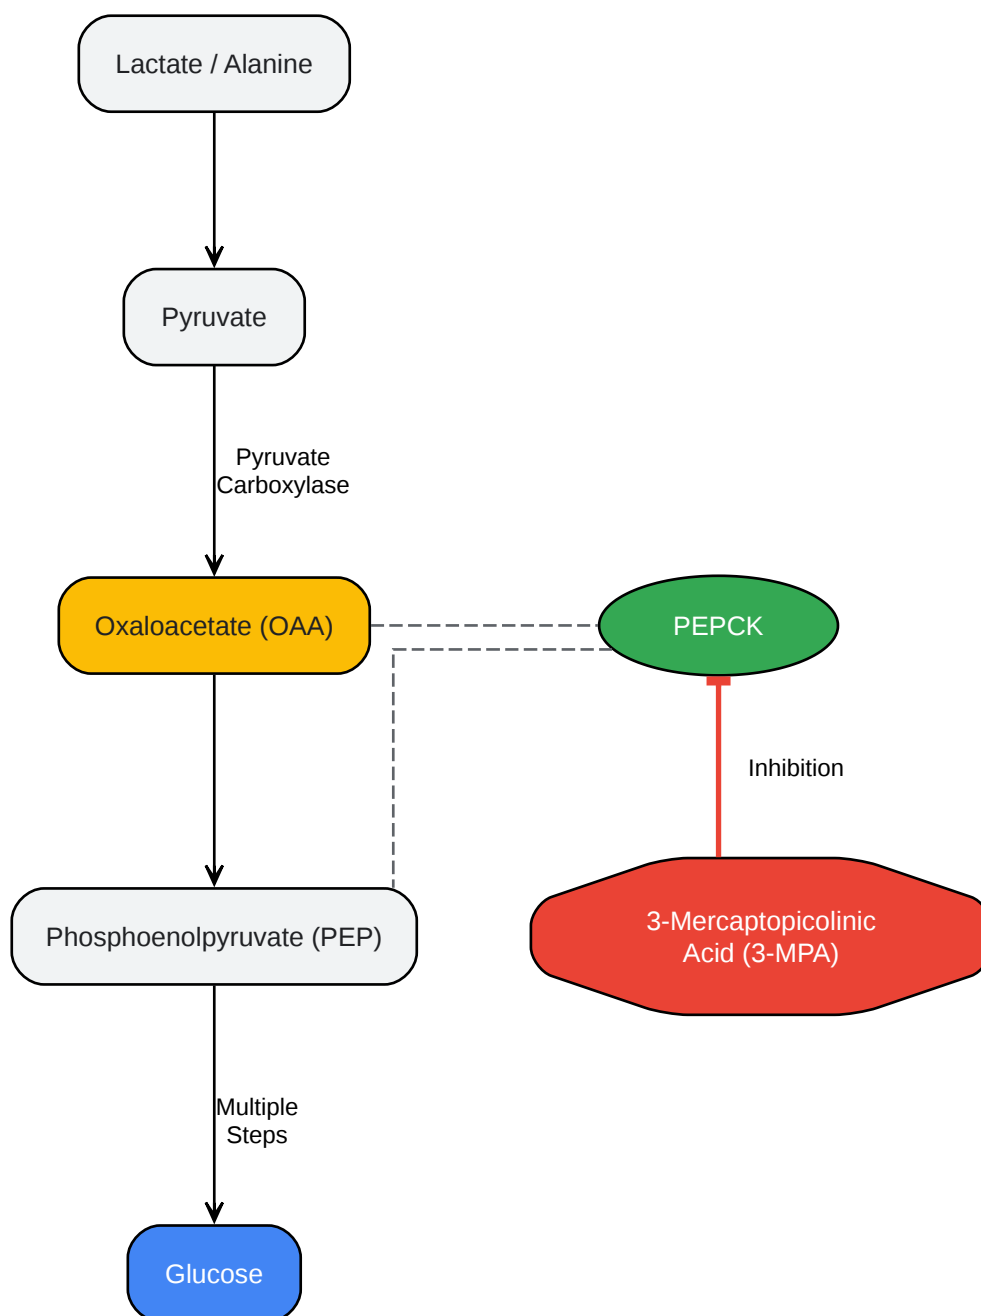 Lactate / Alanine
Pyruvate
Pyruvate
Carboxylase
Oxaloacetate (OAA)
PEPCK
Inhibition
3-Mercaptopicolinic
Acid (3-MPA)
Phosphoenolpyruvate (PEP)
Multiple
Steps
Glucose